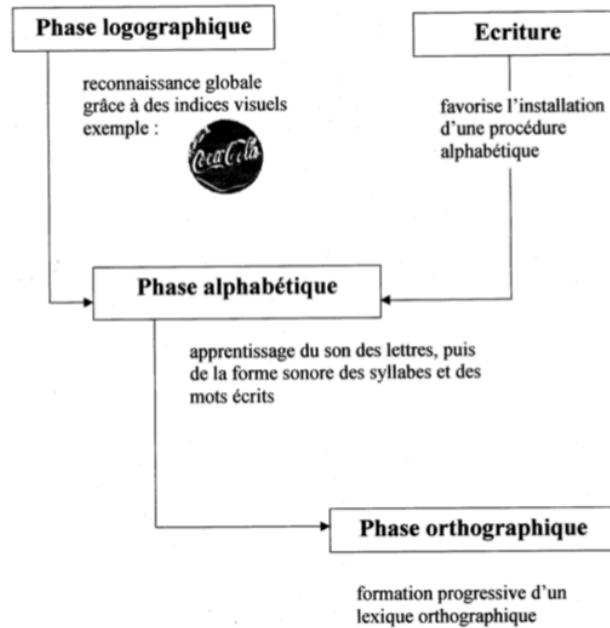 Phase logographique
reconnaissance globale
grâce à des indices visuels
exemple :
Coca-Cola
Ecriture
favorise l'installation
d'une procédure
alphabétique
Phase alphabétique
apprentissage du son des lettres, puis
de la forme sonore des syllabes et des
mots écrits
Phase orthographique
formation progressive d'un
lexique orthographique